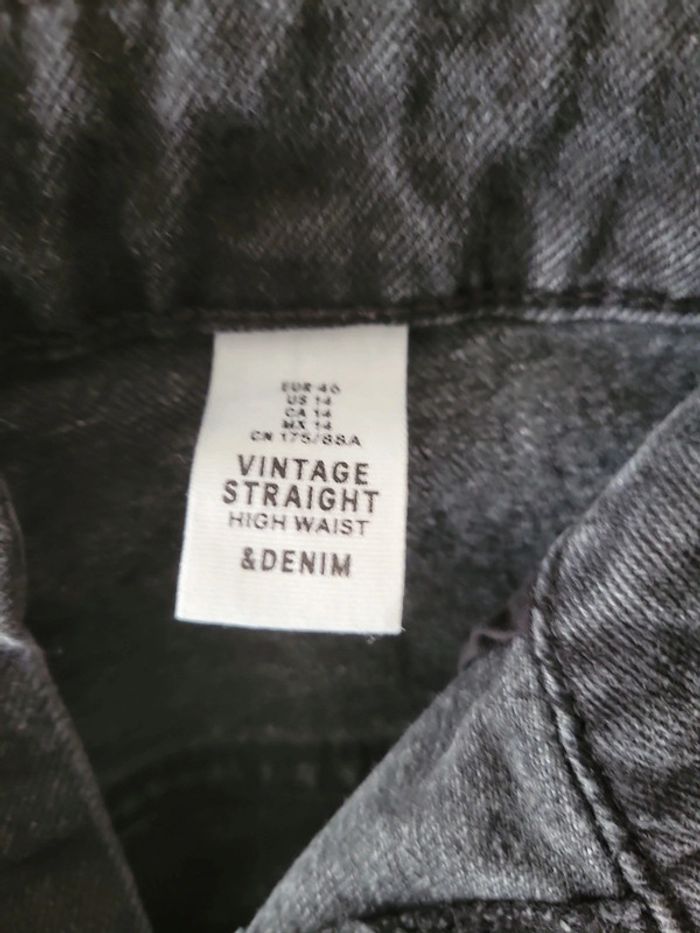 EUR 46
US 14
CA 14
MX 14
CN 175/88A
VINTAGE
STRAIGHT
HIGH WAIST
&DENIM